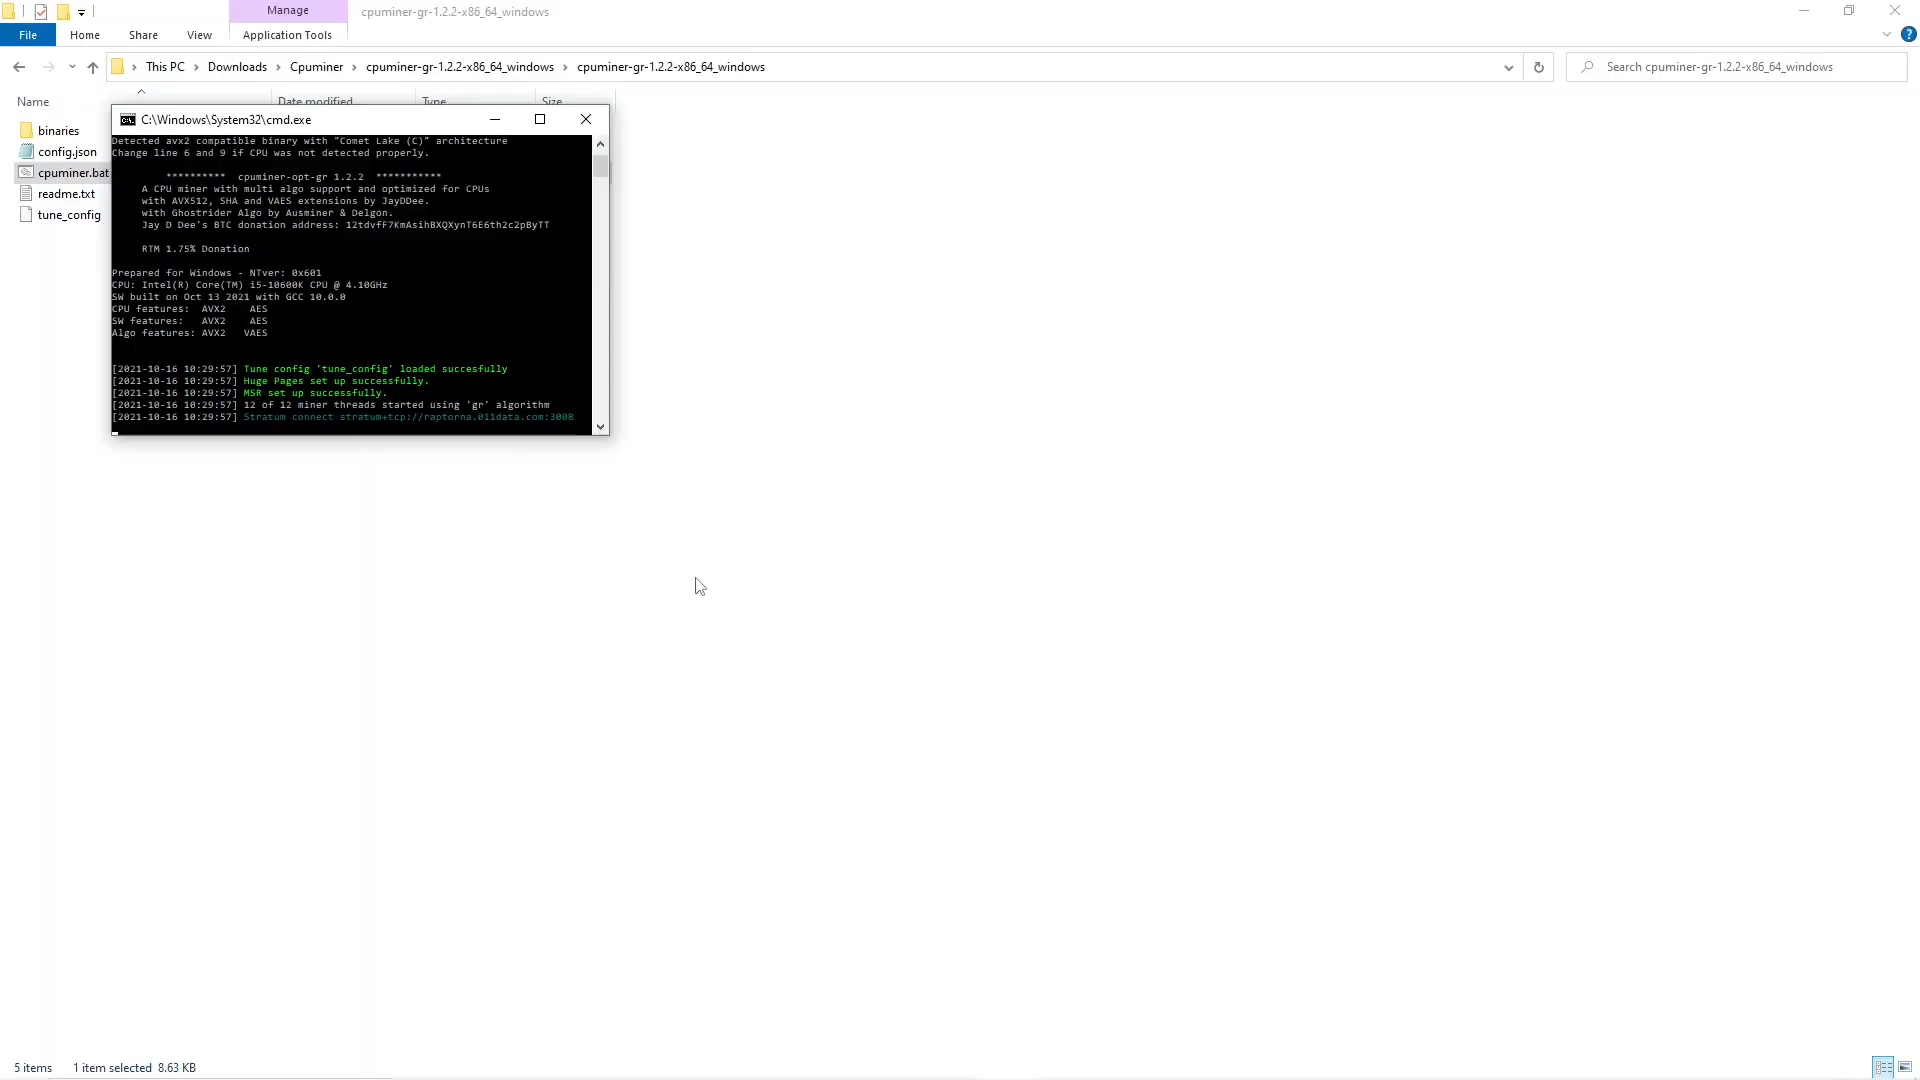 Manage
cpuminer-gr-1.2.2-x86_64_windows
File
Home
Share
View
Application Tools
This PC
Downloads
Cpuminer
cpuminer-gr-1.2.2-x86_64_windows
cpuminer-gr-1.2.2-x86_64_windows
Search cpuminer-gr-1.2.2-x86_64_windows
Name
Date modified
Type
Size
binaries
config.json
cpuminer.bat
readme.txt
tune_config
C:\Windows\System32\cmd.exe
Detected avx2 compatible binary with "Comet Lake (C)" architecture
Change line 6 and 9 if CPU was not detected properly.
********** cpuminer-opt-gr 1.2.2 ***********
A CPU miner with multi algo support and optimized for CPUs
with AVX512, SHA and VAES extensions by JayDDee.
with Ghostrider Algo by Ausminer & Delgon.
Jay D Dee's BTC donation address: 12tdvfF7KmAsihBXQXynT6E6th2c2pByTT
RTM 1.75% Donation
Prepared for Windows - NTver: 0x601
CPU: Intel(R) Core(TM) i5-10600K CPU @ 4.10GHz
SW built on Oct 13 2021 with GCC 10.0.0
CPU features: AVX2 AES
SW features: AVX2 AES
Algo features: AVX2 VAES
[2021-10-16 10:29:57] Tune config 'tune_config' loaded succesfully
[2021-10-16 10:29:57] Huge Pages set up successfully.
[2021-10-16 10:29:57] MSR set up successfully.
[2021-10-16 10:29:57] 12 of 12 miner threads started using 'gr' algorithm
[2021-10-16 10:29:57] Stratum connect stratum+tcp://raptorna.011data.com:3008
5 items
1 item selected 8.63 KB